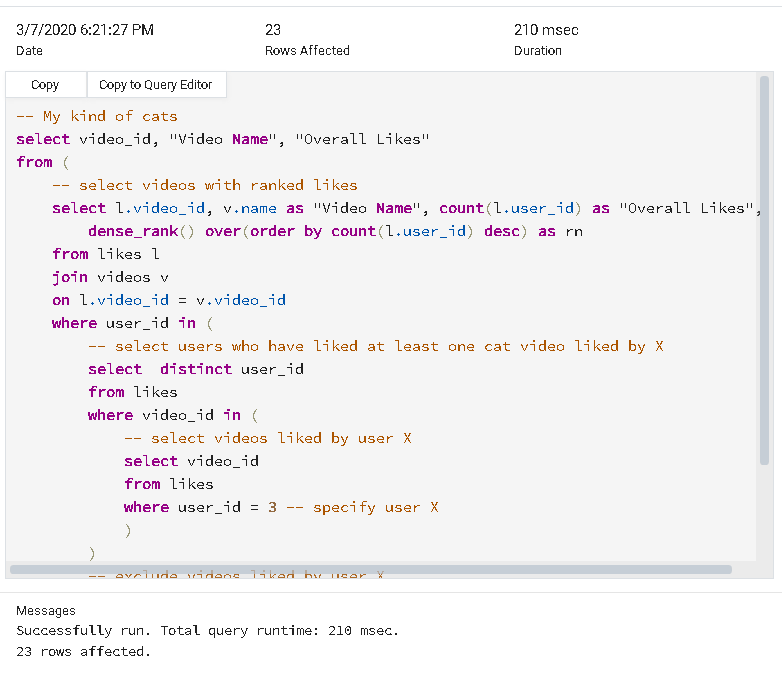 3/7/2020 6:21:27 PM 23 210 msec
Date Rows Affected Duration
Copy Copy to Query Editor
-- My kind of cats
select video_id, "Video Name", "Overall Likes"
from (
    -- select videos with ranked likes
    select l.video_id, v.name as "Video Name", count(l.user_id) as "Overall Likes",
        dense_rank() over(order by count(l.user_id) desc) as rn
    from likes l
    join videos v
    on l.video_id = v.video_id
    where user_id in (
        -- select users who have liked at least one cat video liked by X
        select  distinct user_id
        from likes
        where video_id in (
            -- select videos liked by user X
            select video_id
            from likes
            where user_id = 3 -- specify user X
            )
        )
        -- exclude videos liked by user X
Messages
Successfully run. Total query runtime: 210 msec.
23 rows affected.